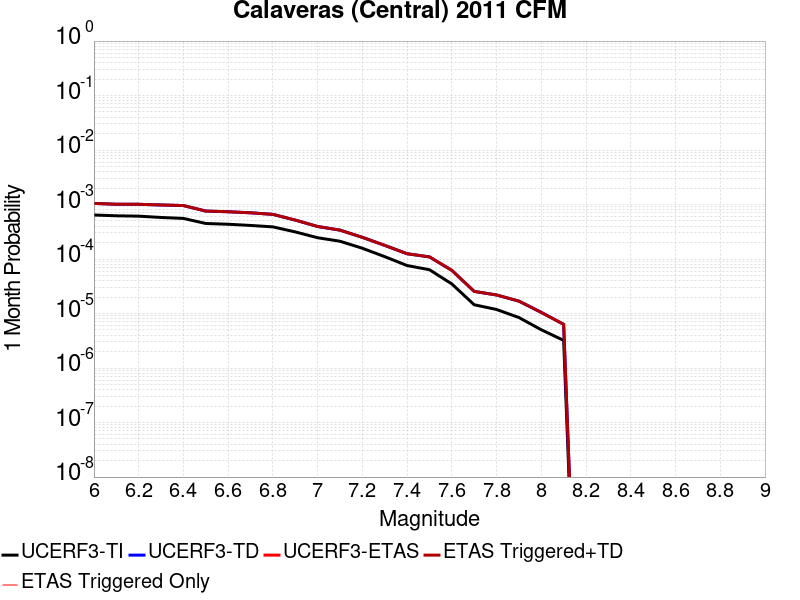 Calaveras (Central) 2011 CFM
1 Month Probability
10^0
10^-1
10^-2
10^-3
10^-4
10^-5
10^-6
10^-7
10^-8
6 6.2 6.4 6.6 6.8 7 7.2 7.4 7.6 7.8 8 8.2 8.4 8.6 8.8 9
Magnitude
UCERF3-TI UCERF3-TD UCERF3-ETAS ETAS Triggered+TD
ETAS Triggered Only